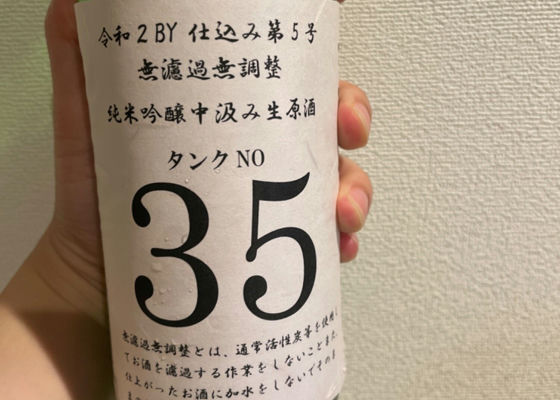 令和2BY 仕込み第5号
無濾過無調整
純米吟醸中汲み生原酒
タンクNO
35
無濾過無調整とは、通常活性炭等を使用し
てお酒を濾過する作業をしないことまた、
仕上がったお酒に加水をしないでそのま